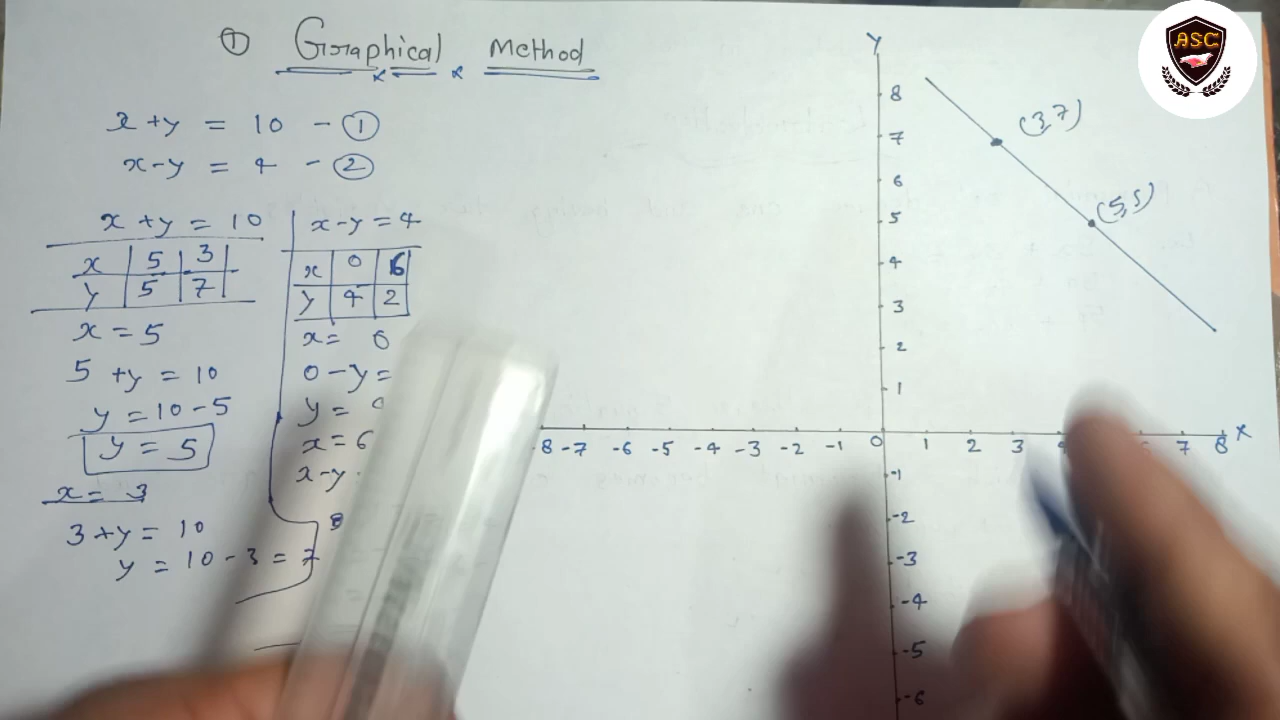 ① Graphical Method
x + y = 10 - ①
x - y = 4 - ②
x + y = 10
x 5 3
y 5 7
x = 5
5 + y = 10
y = 10 - 5
y = 5
x = 3
3 + y = 10
y = 10 - 3 = 7
x - y = 4
x 0 6
y 4 2
x = 0
0 - y =
y =
x = 6
x - y
Y
8
7
6
5
4
3
2
1
-8 -7 -6 -5 -4 -3 -2 -1 0 1 2 3 7 8 X
-1
-2
-3
-4
-5
-6
(3,7)
(5,5)
ASC